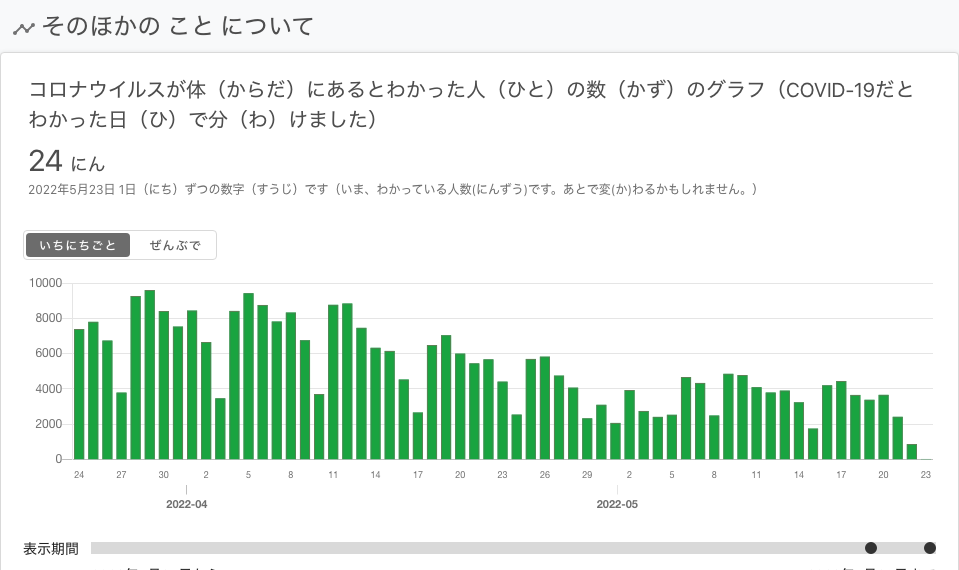 そのほかの こと について
コロナウイルスが体（からだ）にあるとわかった人（ひと）の数（かず）のグラフ（COVID-19だと
わかった日（ひ）で分（わ）けました）
24 にん
2022年5月23日 1日（にち）ずつの数字（すうじ）です（いま、わかっている人数(にんずう)です。あとで変(か)わるかもしれません。）
いちにちごと ぜんぶで
10000
8000
6000
4000
2000
0
24 27 30 2 5 8 11 14 17 20 23 26 29 2 5 8 11 14 17 20 23
2022-04 2022-05
表示期間